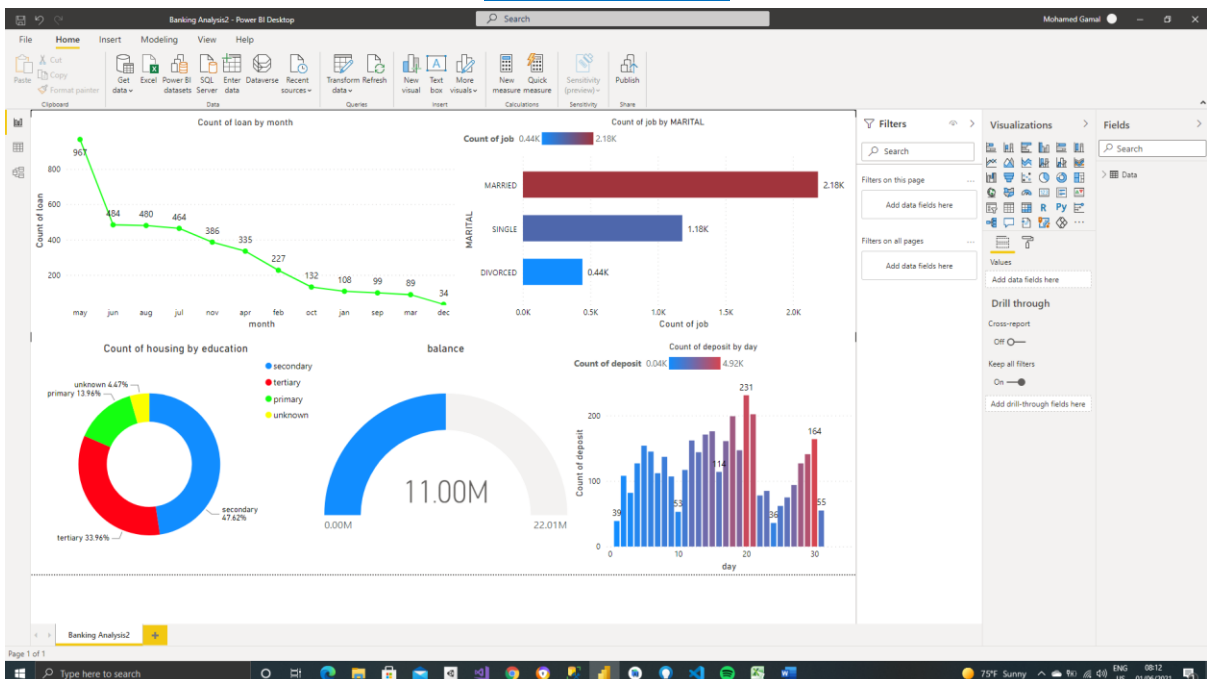 Banking Analysis2 - Power BI Desktop
Search
Mohamed Gamal
File Home Insert Modeling View Help
Paste
Cut
Copy
Format painter
Get data
Excel
Power BI datasets
SQL Server
Enter data
Dataverse
Recent sources
Transform data
Refresh
New visual
Text box
More visuals
New measure
Quick measure
Sensitivity (preview)
Publish
Clipboard
Data
Queries
Insert
Calculations
Sensitivity
Share
Count of loan by month
Count of loan
800
600
400
200
967
484
480
464
386
335
227
132
108
99
89
34
may jun aug jul nov apr feb oct jan sep mar dec
month
Count of job by MARITAL
Count of job 0.44K 2.18K
MARITAL
MARRIED 2.18K
SINGLE 1.18K
DIVORCED 0.44K
0.0K 0.5K 1.0K 1.5K 2.0K
Count of job
Count of housing by education
secondary
tertiary
primary
unknown
unknown 4.47%
primary 13.96%
secondary
47.62%
tertiary 33.96%
balance
11.00M
0.00M
22.01M
Count of deposit by day
Count of deposit 0.04K 4.92K
Count of deposit
200
100
0
39
53
114
231
36
164
55
0 10 20 30
day
Filters
Search
Filters on this page
Add data fields here
Filters on all pages
Add data fields here
Visualizations
R Py
Values
Add data fields here
Drill through
Cross-report
Off
Keep all filters
On
Add drill-through fields here
Fields
Search
Data
Banking Analysis2
Page 1 of 1
Type here to search
75°F Sunny
ENG
US
08:12
01/06/2021